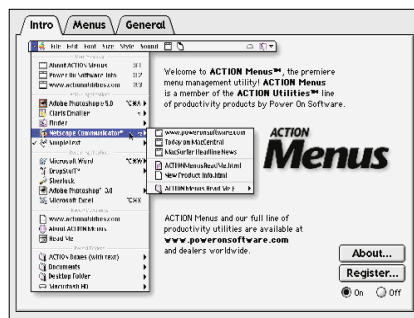 Intro
Menus
General
File Edit Font Size Style Sound
About ACTION Menus
Power On Software Info
Adobe Photoshop® 5.0
Claris Emailer
Finder
Netscape Communicator™
✓ SimpleText
Microsoft Word
DropStuff™
Sherlock
Adobe Photoshop®
Microsoft Excel
www.actionutilities.com
About ACTION Menus
Read Me
ACTION Boxes (with text)
Documents
Desktop Folder
Macintosh HD
www.poweronsoftware.com
Today on MacCentral
MacSurfer Headline News
ACTIONMenusReadMe.html
New Product Info.html
ACTION Menus Read Me
Welcome to ACTION Menus™, the premiere
menu management utility! ACTION Menus
is a member of the ACTION Utilities™ line
of productivity products by Power On Software.
ACTION
Menus
ACTION Menus and our full line of
productivity utilities are available at
www.poweronsoftware.com
and dealers worldwide.
About...
Register...
On
Off